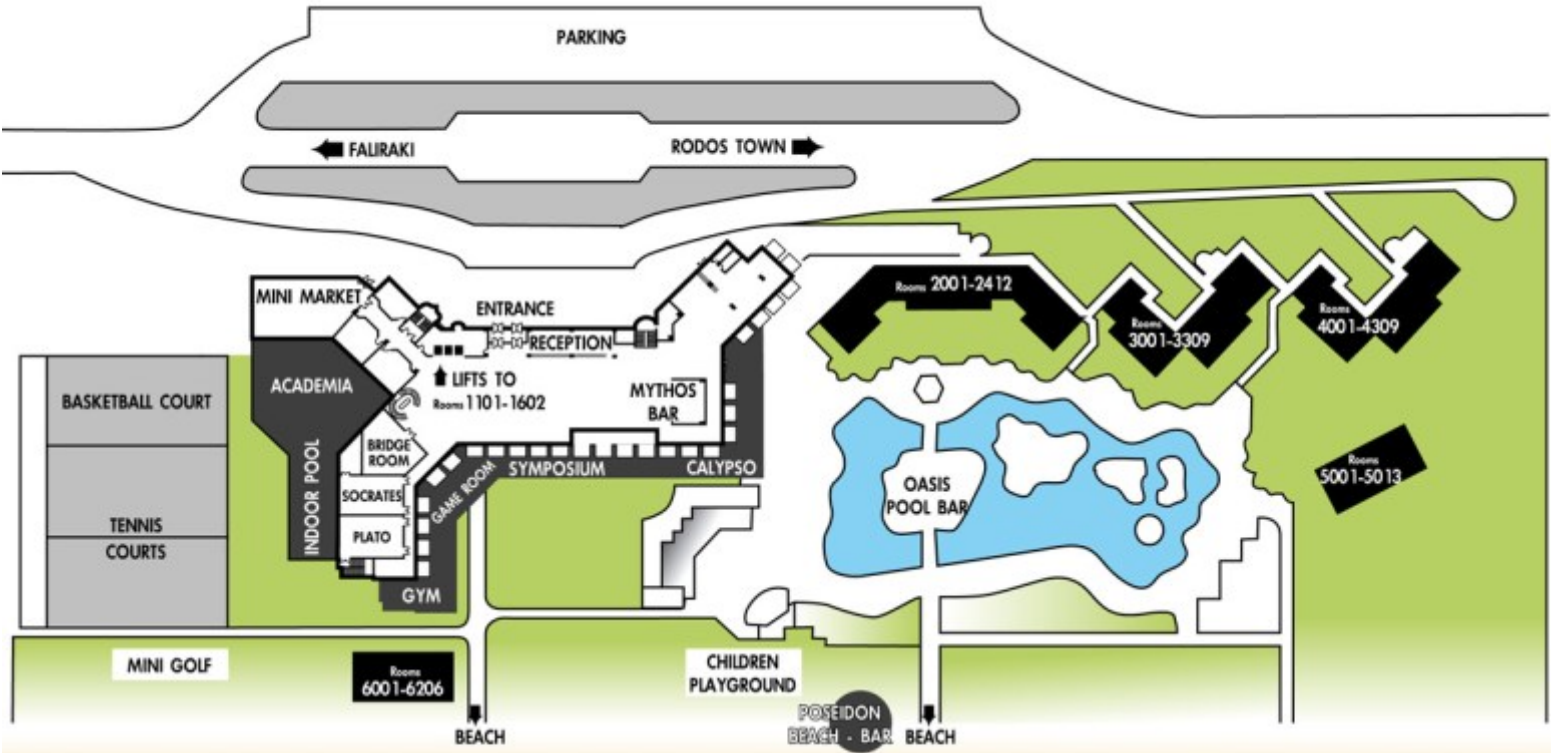 PARKING
FALIRAKI
RODOS TOWN
MINI MARKET
ENTRANCE
RECEPTION
Rooms 2001-2412
Rooms
3001-3309
Rooms
4001-4309
ACADEMIA
LIFTS TO
Rooms 1101-1602
MYTHOS
BAR
BASKETBALL COURT
BRIDGE
ROOM
GAME ROOM
SYMPOSIUM
CALYPSO
SOCRATES
INDOOR POOL
PLATO
OASIS
POOL BAR
Rooms
5001-5013
TENNIS
COURTS
GYM
MINI GOLF
Rooms
6001-6206
CHILDREN
PLAYGROUND
POSEIDON
BEACH - BAR
BEACH
BEACH